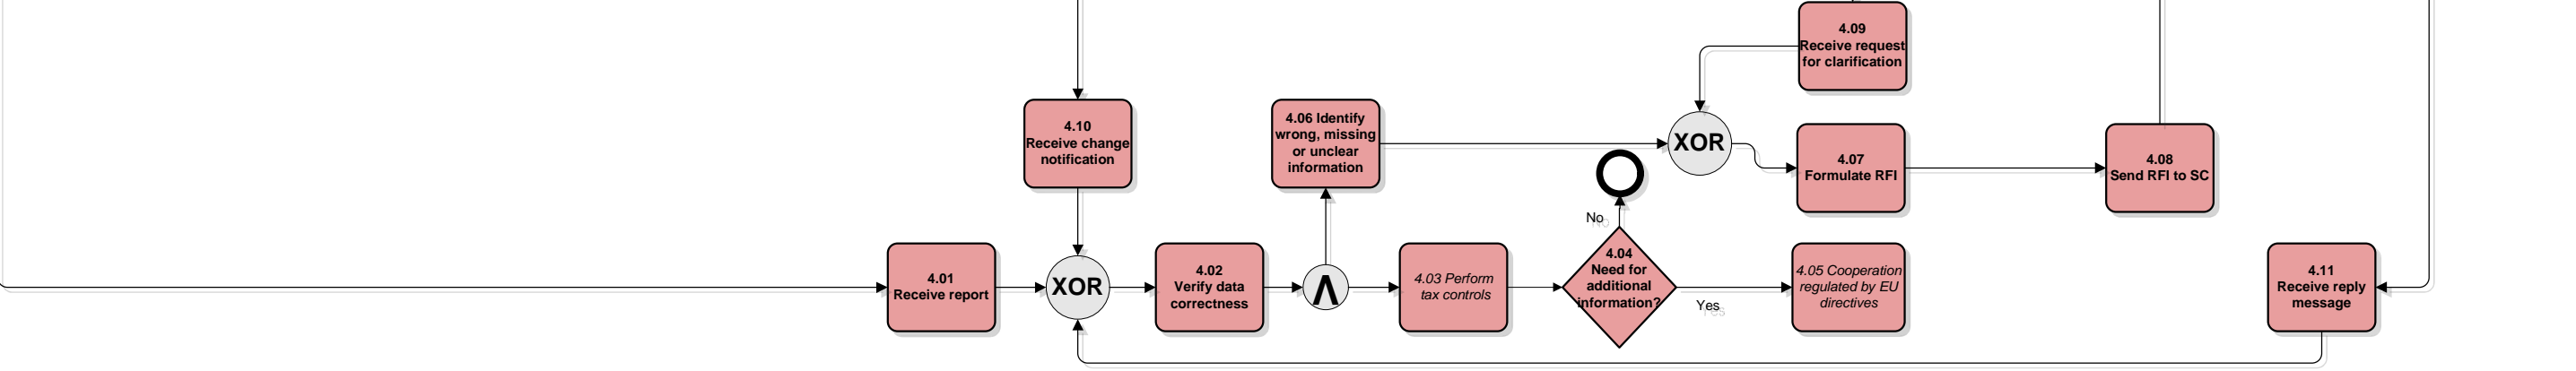 4.09
Receive request
for clarification
4.10
Receive change
notification
4.06 Identify
wrong, missing
or unclear
information
XOR
4.07
Formulate RFI
4.08
Send RFI to SC
No
4.01
Receive report
XOR
4.02
Verify data
correctness
Λ
4.03 Perform
tax controls
4.04
Need for
additional
information?
Yes
4.05 Cooperation
regulated by EU
directives
4.11
Receive reply
message